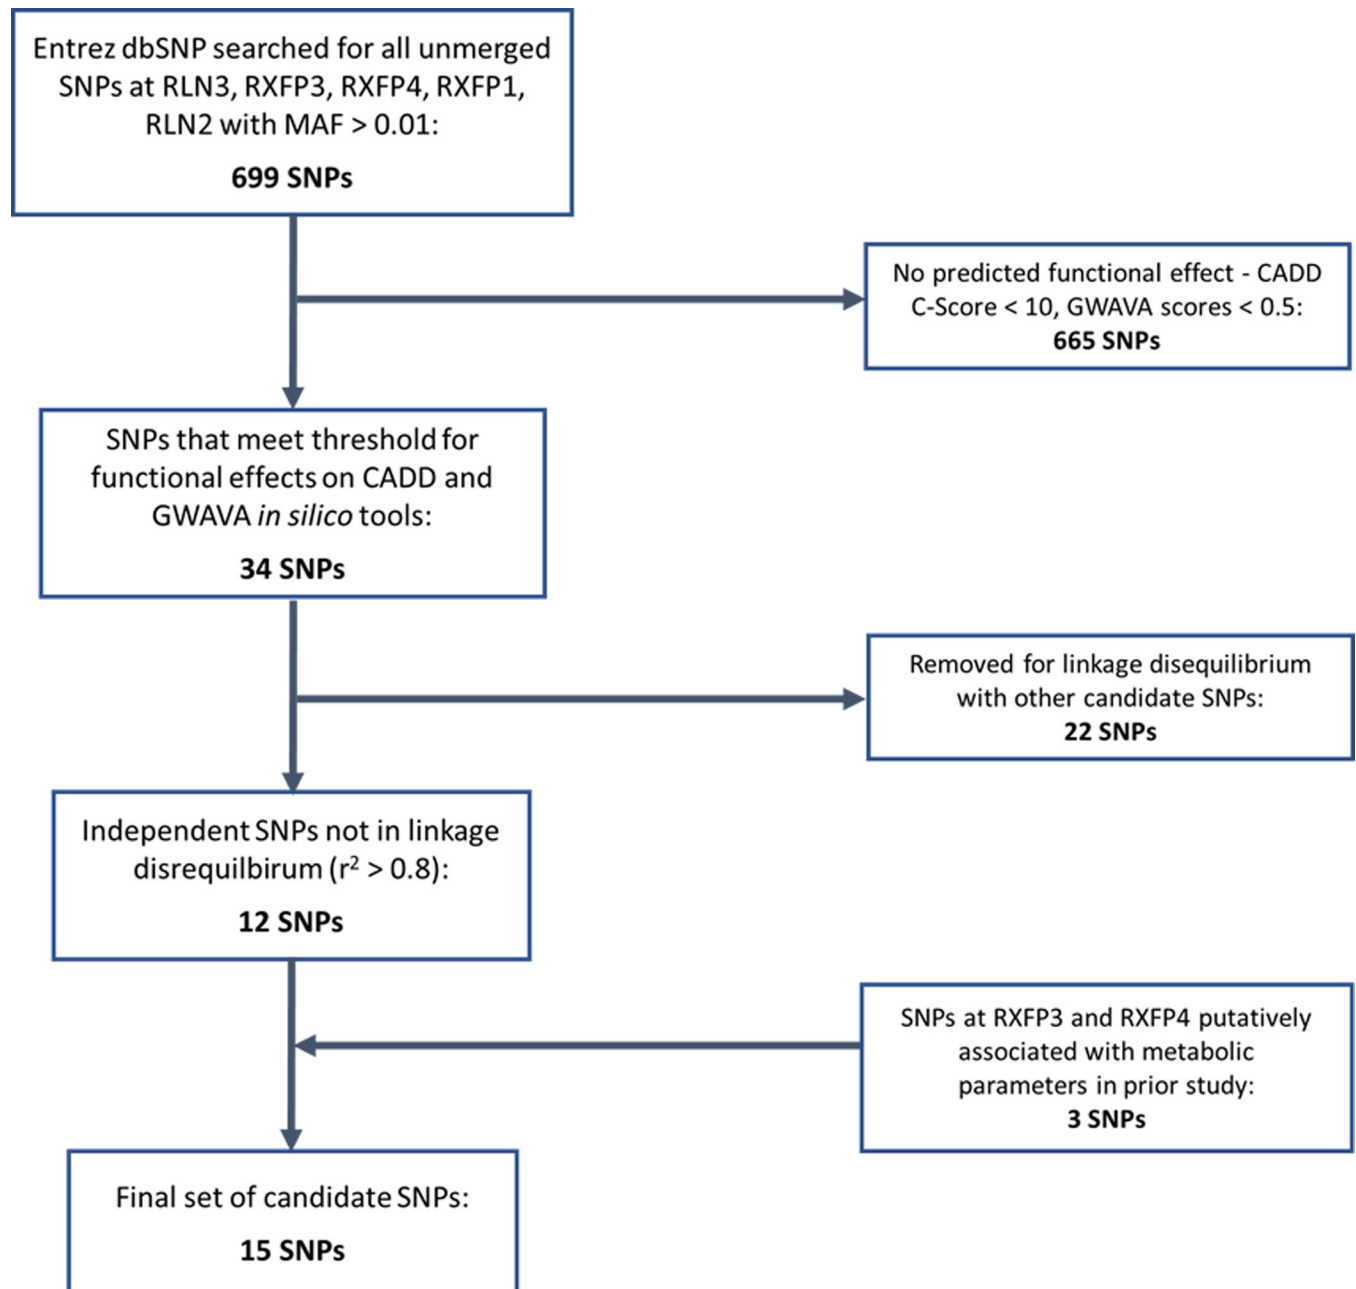 Entrez dbSNP searched for all unmerged
SNPs at RLN3, RXFP3, RXFP4, RXFP1,
RLN2 with MAF > 0.01:
699 SNPs
No predicted functional effect - CADD
C-Score < 10, GWAVA scores < 0.5:
665 SNPs
SNPs that meet threshold for
functional effects on CADD and
GWAVA in silico tools:
34 SNPs
Removed for linkage disequilibrium
with other candidate SNPs:
22 SNPs
Independent SNPs not in linkage
disrequilbirum (r² > 0.8):
12 SNPs
SNPs at RXFP3 and RXFP4 putatively
associated with metabolic
parameters in prior study:
3 SNPs
Final set of candidate SNPs:
15 SNPs